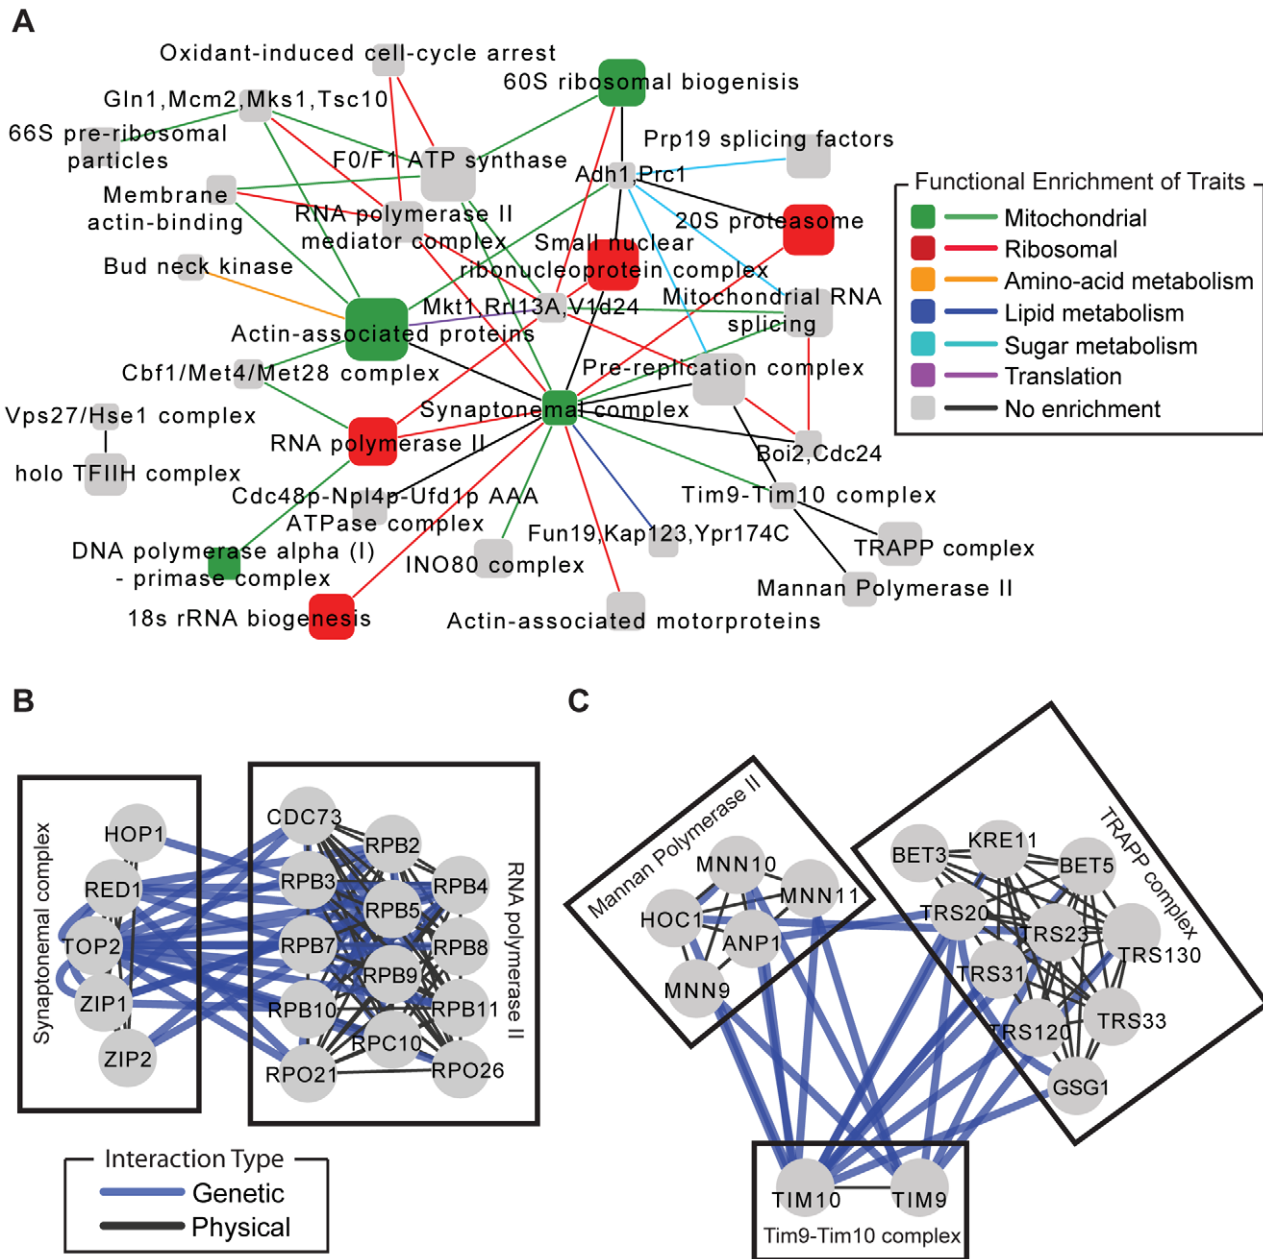 A
Oxidant-induced cell-cycle arrest
60S ribosomal biogenisis
Gln1,Mcm2,Mks1,Tsc10
66S pre-ribosomal
particles
Prp19 splicing factors
F0/F1 ATP synthase
Adh1,Prc1
Membrane
actin-binding
RNA polymerase II
mediator complex
20S proteasome
Small nuclear
ribonucleoprotein complex
Bud neck kinase
Mkt1,Rrl13A,V1d24
Mitochondrial RNA
splicing
Actin-associated proteins
Cbf1/Met4/Met28 complex
Pre-replication complex
Vps27/Hse1 complex
Synaptonemal complex
RNA polymerase II
Boi2,Cdc24
holo TFIIH complex
Cdc48p-Npl4p-Ufd1p AAA
ATPase complex
Tim9-Tim10 complex
Fun19,Kap123,Ypr174C
DNA polymerase alpha (I)
- primase complex
INO80 complex
TRAPP complex
Mannan Polymerase II
18s rRNA biogenesis
Actin-associated motorproteins
Functional Enrichment of Traits
Mitochondrial
Ribosomal
Amino-acid metabolism
Lipid metabolism
Sugar metabolism
Translation
No enrichment
B
Synaptonemal complex
HOP1
RED1
TOP2
ZIP1
ZIP2
CDC73
RPB2
RPB3
RPB4
RPB5
RPB7
RPB8
RPB9
RPB10
RPB11
RPC10
RPO21
RPO26
RNA polymerase II
Interaction Type
Genetic
Physical
C
Mannan Polymerase II
MNN10
MNN11
HOC1
ANP1
MNN9
TRAPP complex
BET3
KRE11
BET5
TRS20
TRS23
TRS130
TRS31
TRS120
TRS33
GSG1
TIM10
TIM9
Tim9-Tim10 complex